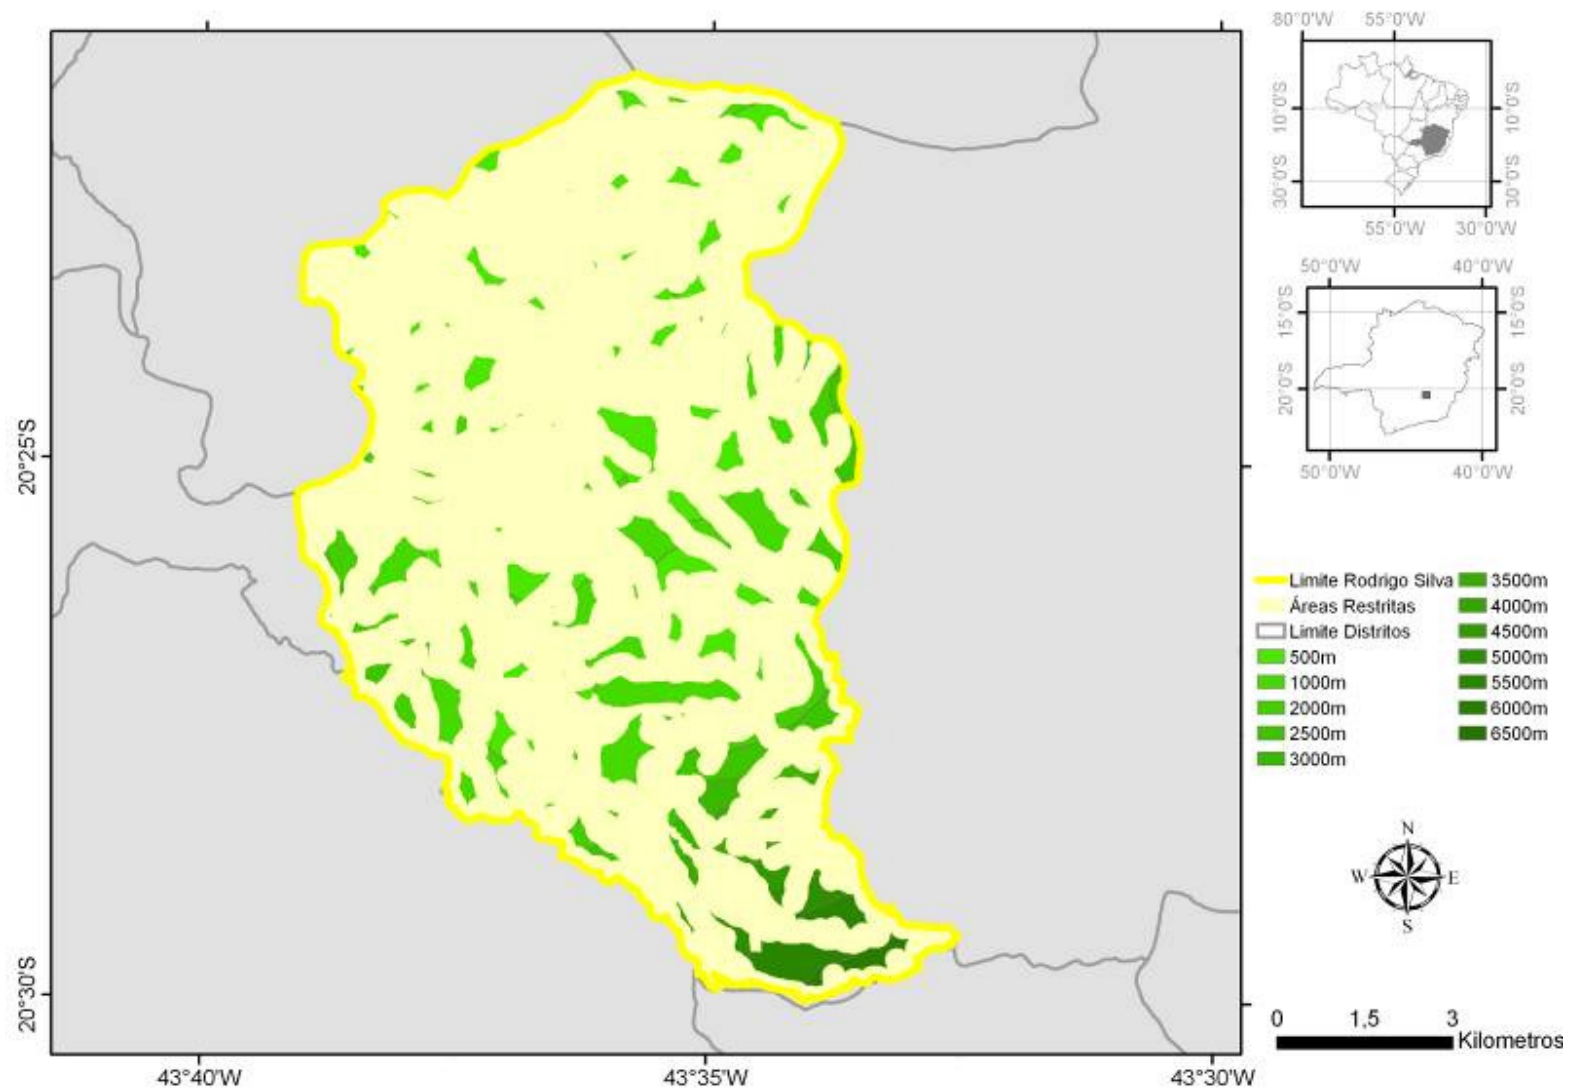 80°0'W 55°0'W
10°0'S 10°0'S
30°0'S 30°0'S
55°0'W 30°0'W
50°0'W 40°0'W
15°0'S 15°0'S
20°0'S 20°0'S
50°0'W 40°0'W
20°25'S
20°30'S
43°40'W 43°35'W 43°30'W
Limite Rodrigo Silva
Áreas Restritas
Limite Distritos
500m
1000m
2000m
2500m
3000m
3500m
4000m
4500m
5000m
5500m
6000m
6500m
N
W E
S
0 1,5 3
Kilometros